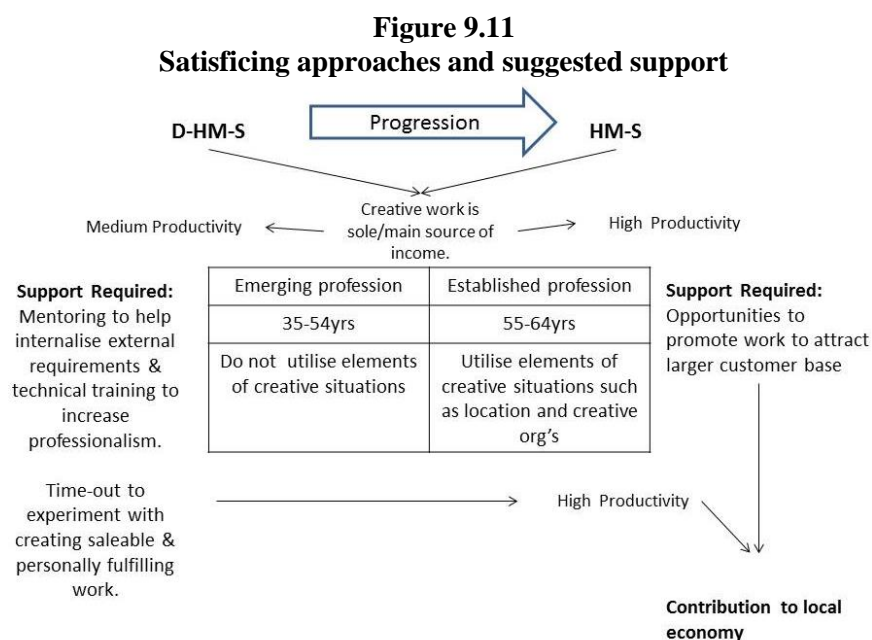 Figure 9.11
Satisficing approaches and suggested support
D-HM-S
Progression
HM-S
Creative work is
sole/main source of
income.
Medium Productivity
High Productivity
Support Required:
Mentoring to help
internalise external
requirements &
technical training to
increase
professionalism.
Emerging profession
Established profession
35-54yrs
55-64yrs
Do not utilise elements
of creative situations
Utilise elements of
creative situations such
as location and creative
org's
Support Required:
Opportunities to
promote work to attract
larger customer base
Time-out to
experiment with
creating saleable &
personally fulfilling
work.
High Productivity
Contribution to local
economy